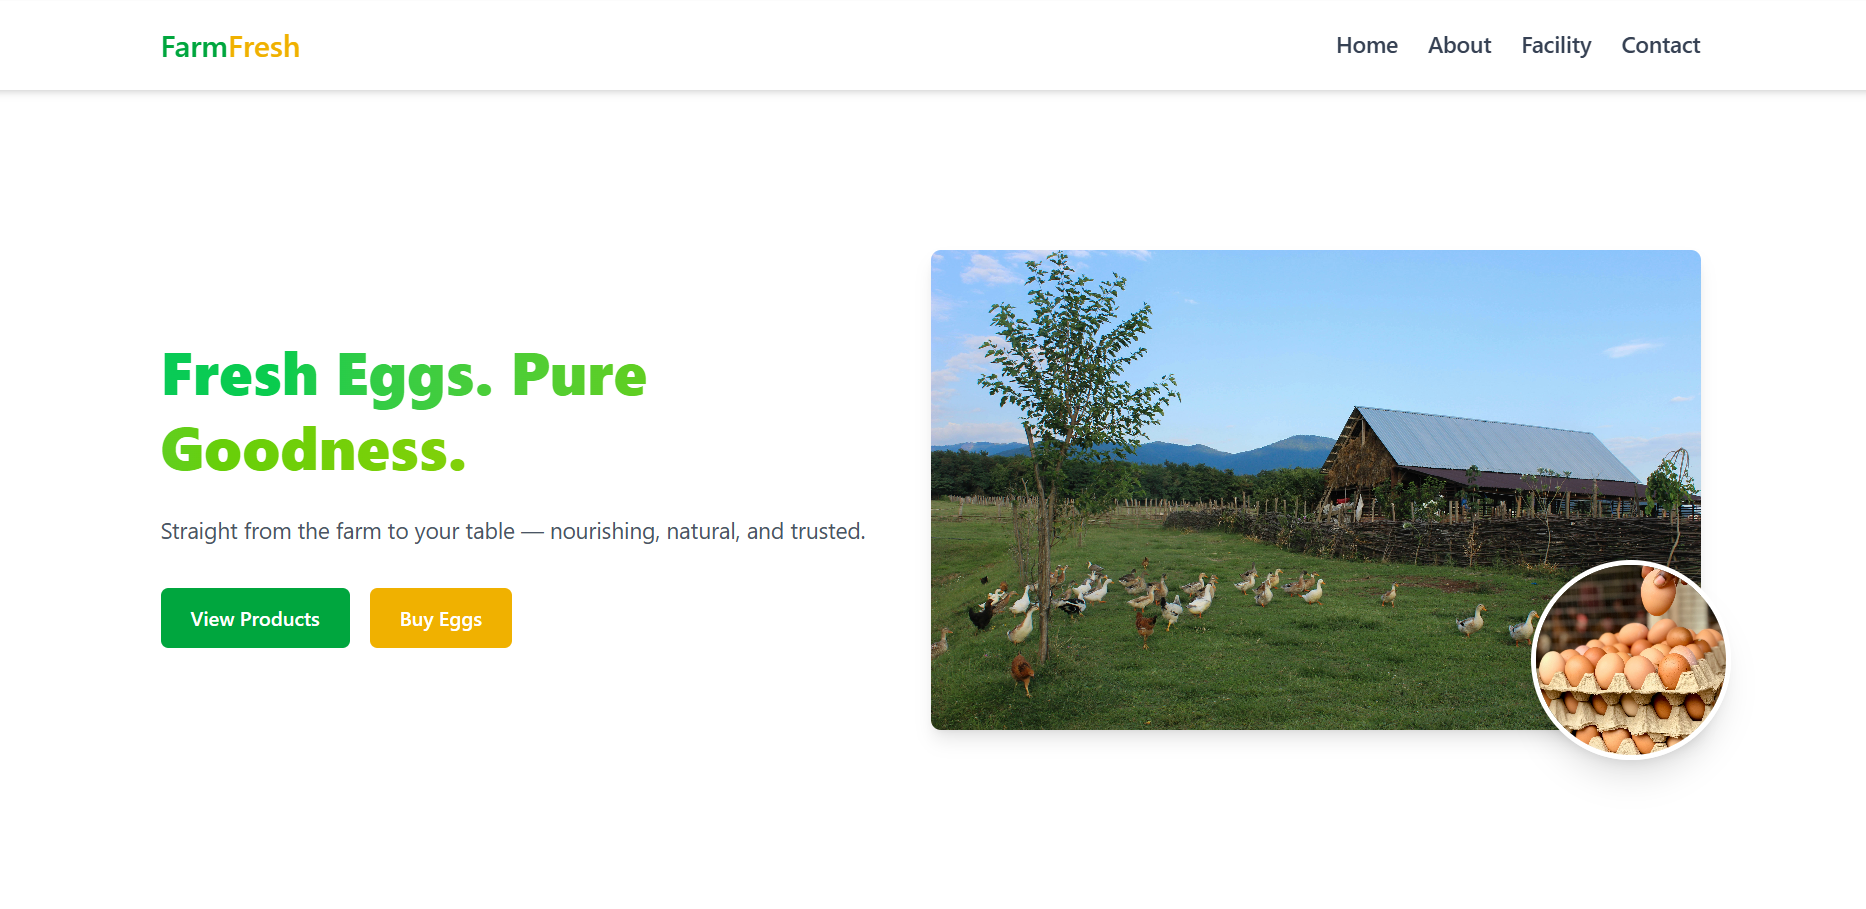 FarmFresh
Home About Facility Contact
Fresh Eggs. Pure
Goodness.
Straight from the farm to your table — nourishing, natural, and trusted.
View Products
Buy Eggs